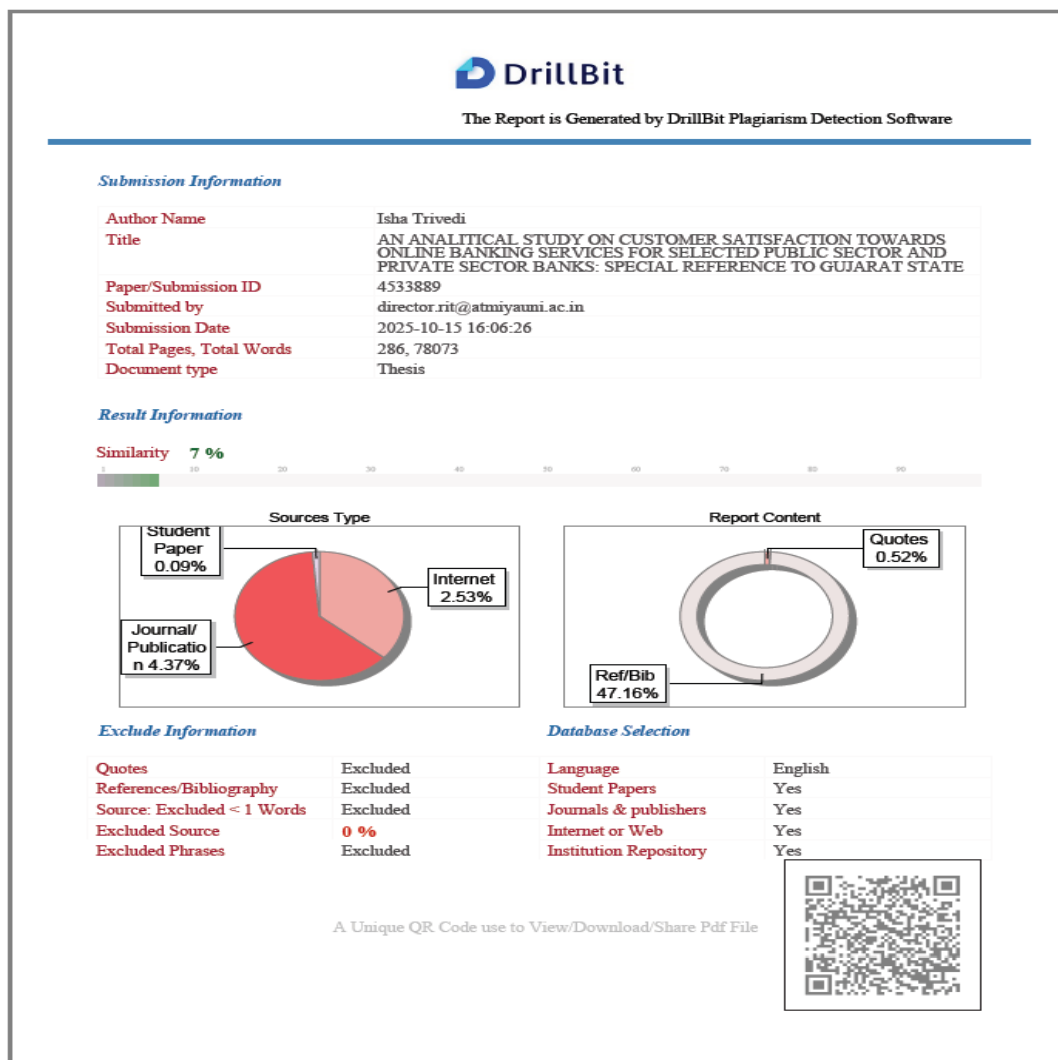 DrillBit
The Report is Generated by DrillBit Plagiarism Detection Software
Submission Information
Author Name Isha Trivedi
Title AN ANALITICAL STUDY ON CUSTOMER SATISFACTION TOWARDS
ONLINE BANKING SERVICES FOR SELECTED PUBLIC SECTOR AND
PRIVATE SECTOR BANKS: SPECIAL REFERENCE TO GUJARAT STATE
Paper/Submission ID 4533889
Submitted by director.rit@atmiyauni.ac.in
Submission Date 2025-10-15 16:06:26
Total Pages, Total Words 286, 78073
Document type Thesis
Result Information
Similarity 7 %
1 10 20 30 40 50 60 70 80 90
Sources Type
Student
Paper
0.09%
Internet
2.53%
Journal/
Publicatio
n 4.37%
Report Content
Quotes
0.52%
Ref/Bib
47.16%
Exclude Information
Quotes Excluded
References/Bibliography Excluded
Source: Excluded < 1 Words Excluded
Excluded Source 0 %
Excluded Phrases Excluded
Database Selection
Language English
Student Papers Yes
Journals & publishers Yes
Internet or Web Yes
Institution Repository Yes
A Unique QR Code use to View/Download/Share Pdf File